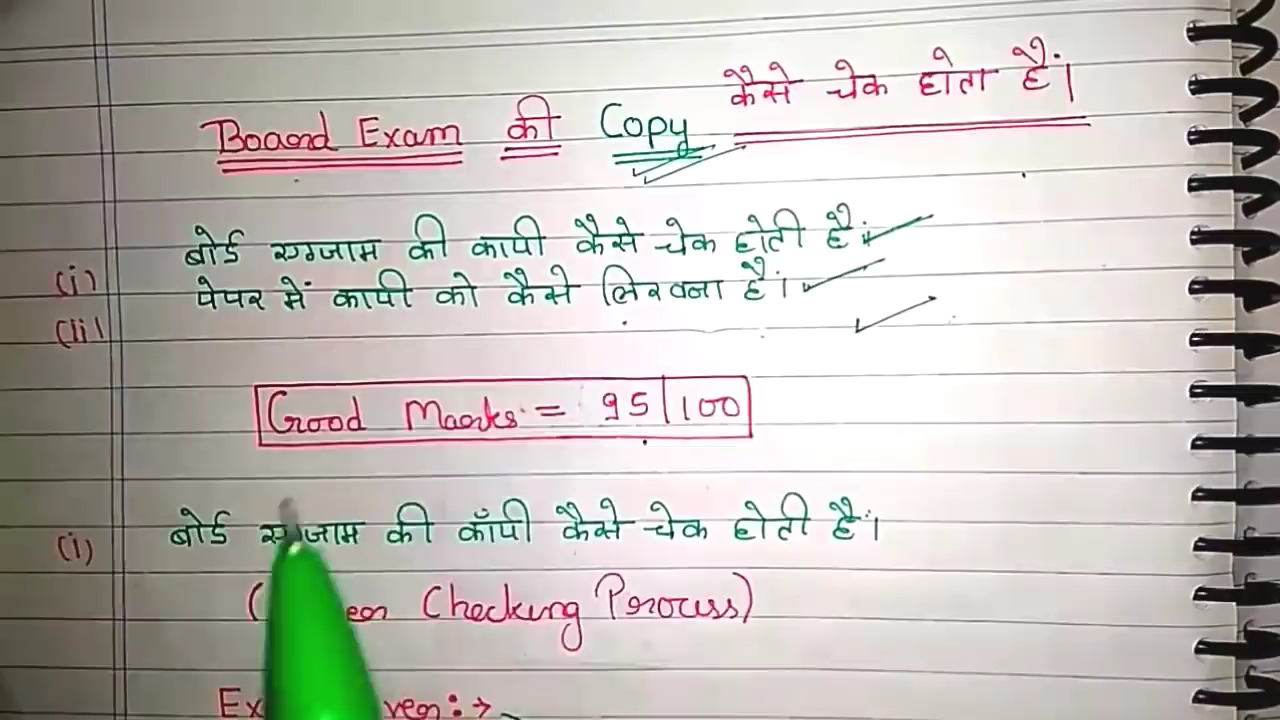 Board Exam की Copy कैसे चेक होता है।
बोर्ड एग्जाम की कापी कैसे चेक होती है।
(i) पेपर में कापी को कैसे लिखना है।
(ii)
Good Marks = 95/100
(i) बोर्ड एग्जाम की काँपी कैसे चेक होती है।
Checking Process)